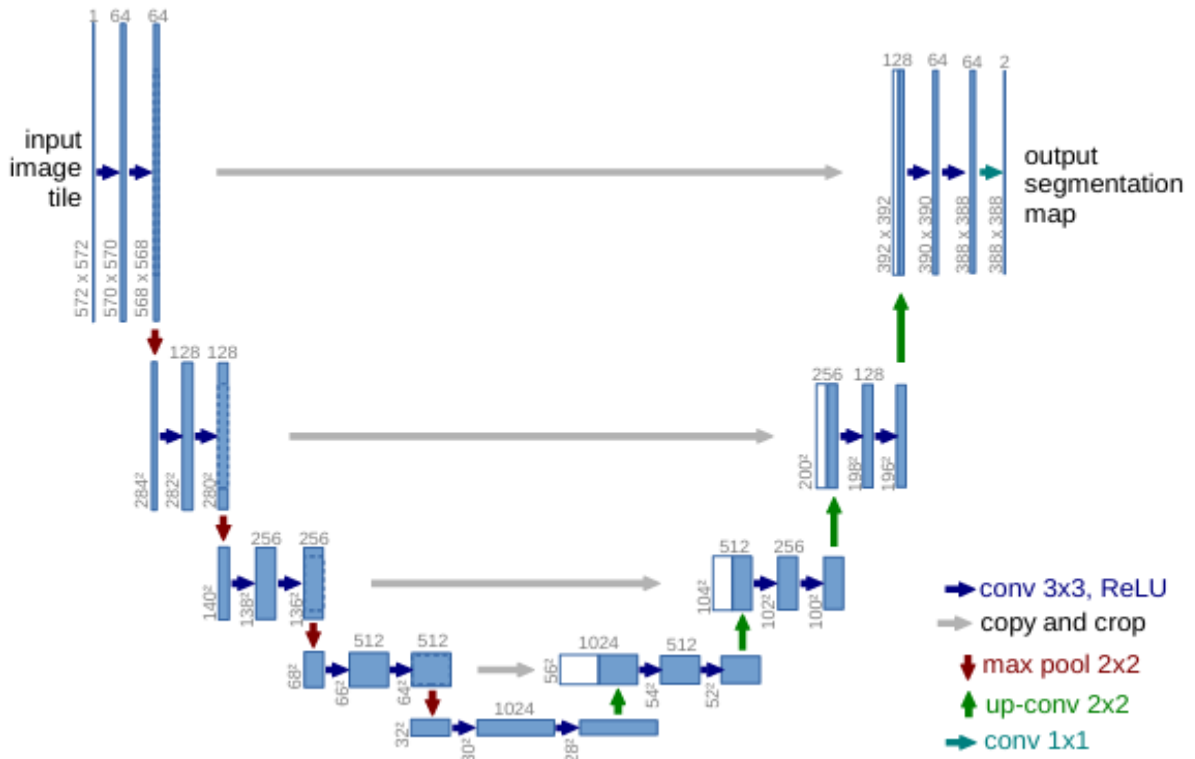 1 64 64
128 64 64 2
input
image
tile
output
segmentation
map
572 x 572
570 x 570
568 x 568
392 x 392
390 x 390
388 x 388
388 x 388
128 128
256 128
284²
282²
280²
200²
198²
196²
256 256
512 256
140²
138²
136²
104²
102²
100²
512 512
1024 512
68²
66²
64²
56²
54²
52²
1024
32²
30²
28²
conv 3x3, ReLU
copy and crop
max pool 2x2
up-conv 2x2
conv 1x1